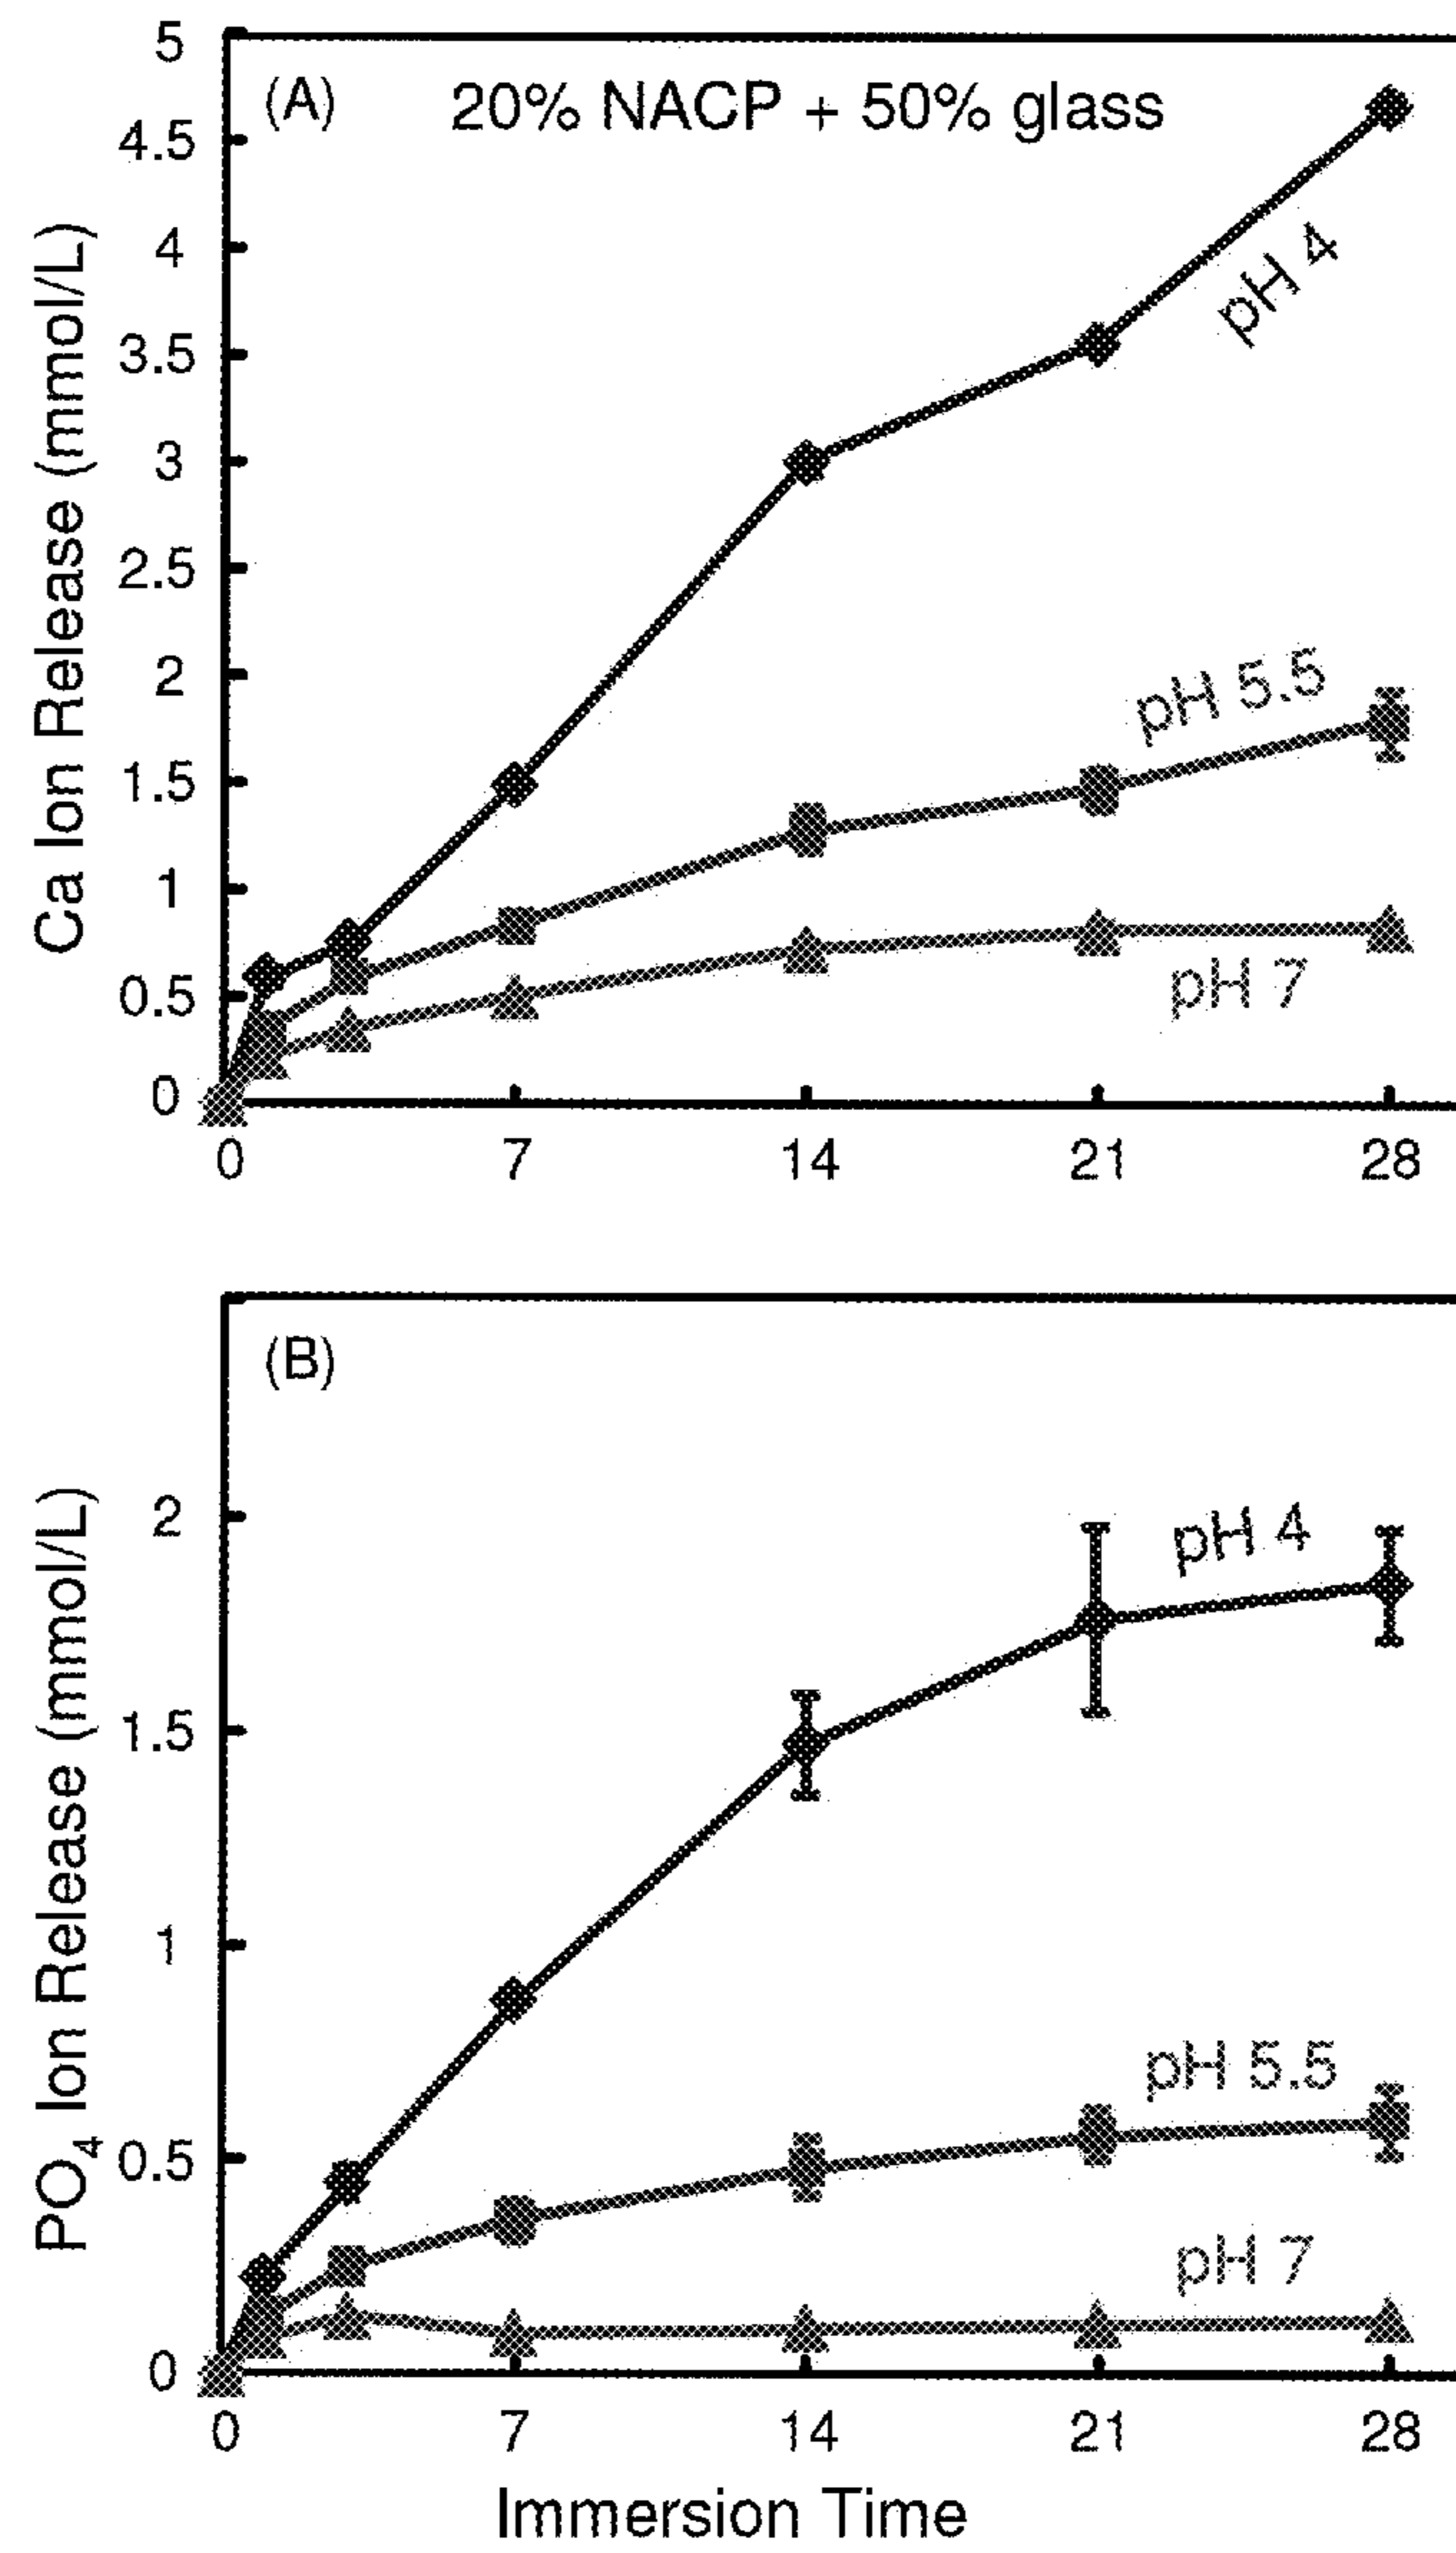 (A) 20% NACP + 50% glass
Ca Ion Release (mmol/L)
5
4.5
4
3.5
3
2.5
2
1.5
1
0.5
0
pH 4
pH 5.5
pH 7
0 7 14 21 28
(B)
PO4 Ion Release (mmol/L)
2
1.5
1
0.5
0
pH 4
pH 5.5
pH 7
0 7 14 21 28
Immersion Time